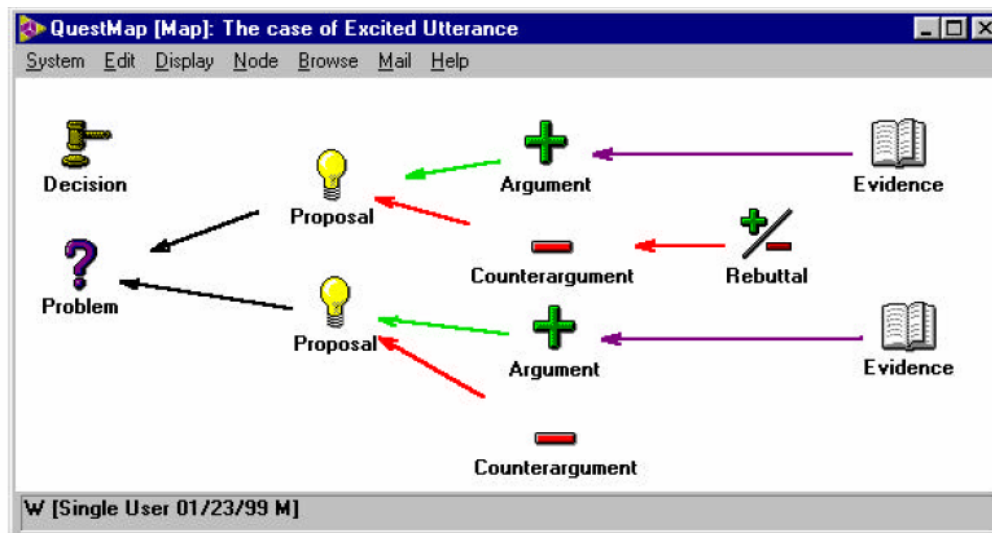 QuestMap [Map]: The case of Excited Utterance
System Edit Display Node Browse Mail Help
Decision
Proposal
Argument
Evidence
Problem
Counterargument
Rebuttal
Proposal
Argument
Evidence
Counterargument
W [Single User 01/23/99 M]